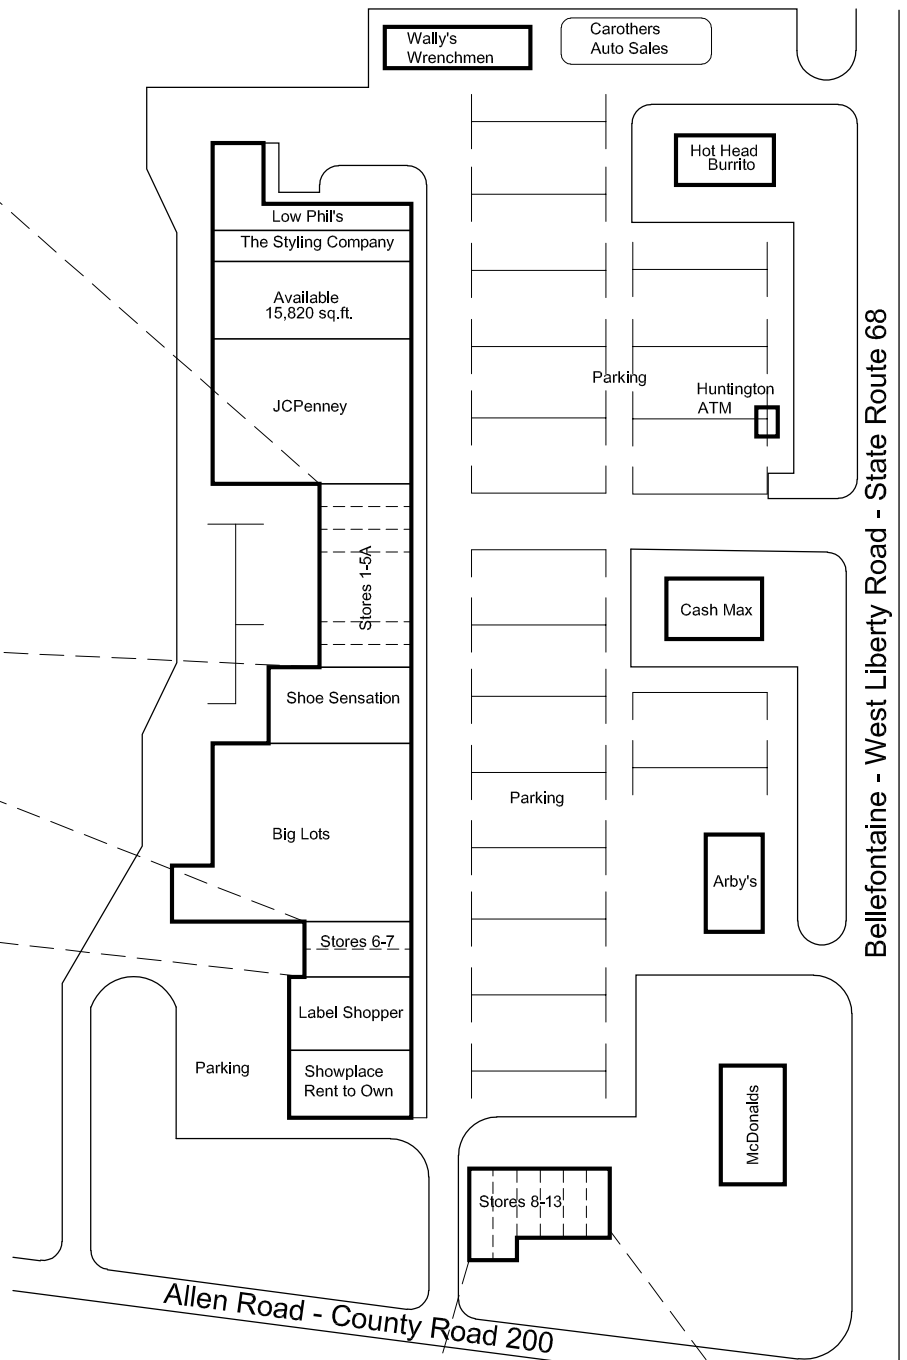 Wally's
Wrenchmen
Carothers
Auto Sales
Hot Head
Burrito
Low Phil's
The Styling Company
Available
15,820 sq.ft.
JCPenney
Parking
Huntington
ATM
Stores 1-5A
Cash Max
Shoe Sensation
Parking
Big Lots
Arby's
Stores 6-7
Label Shopper
Parking
Showplace
Rent to Own
McDonalds
Stores 8-13
Allen Road - County Road 200
Bellefontaine - West Liberty Road - State Route 68